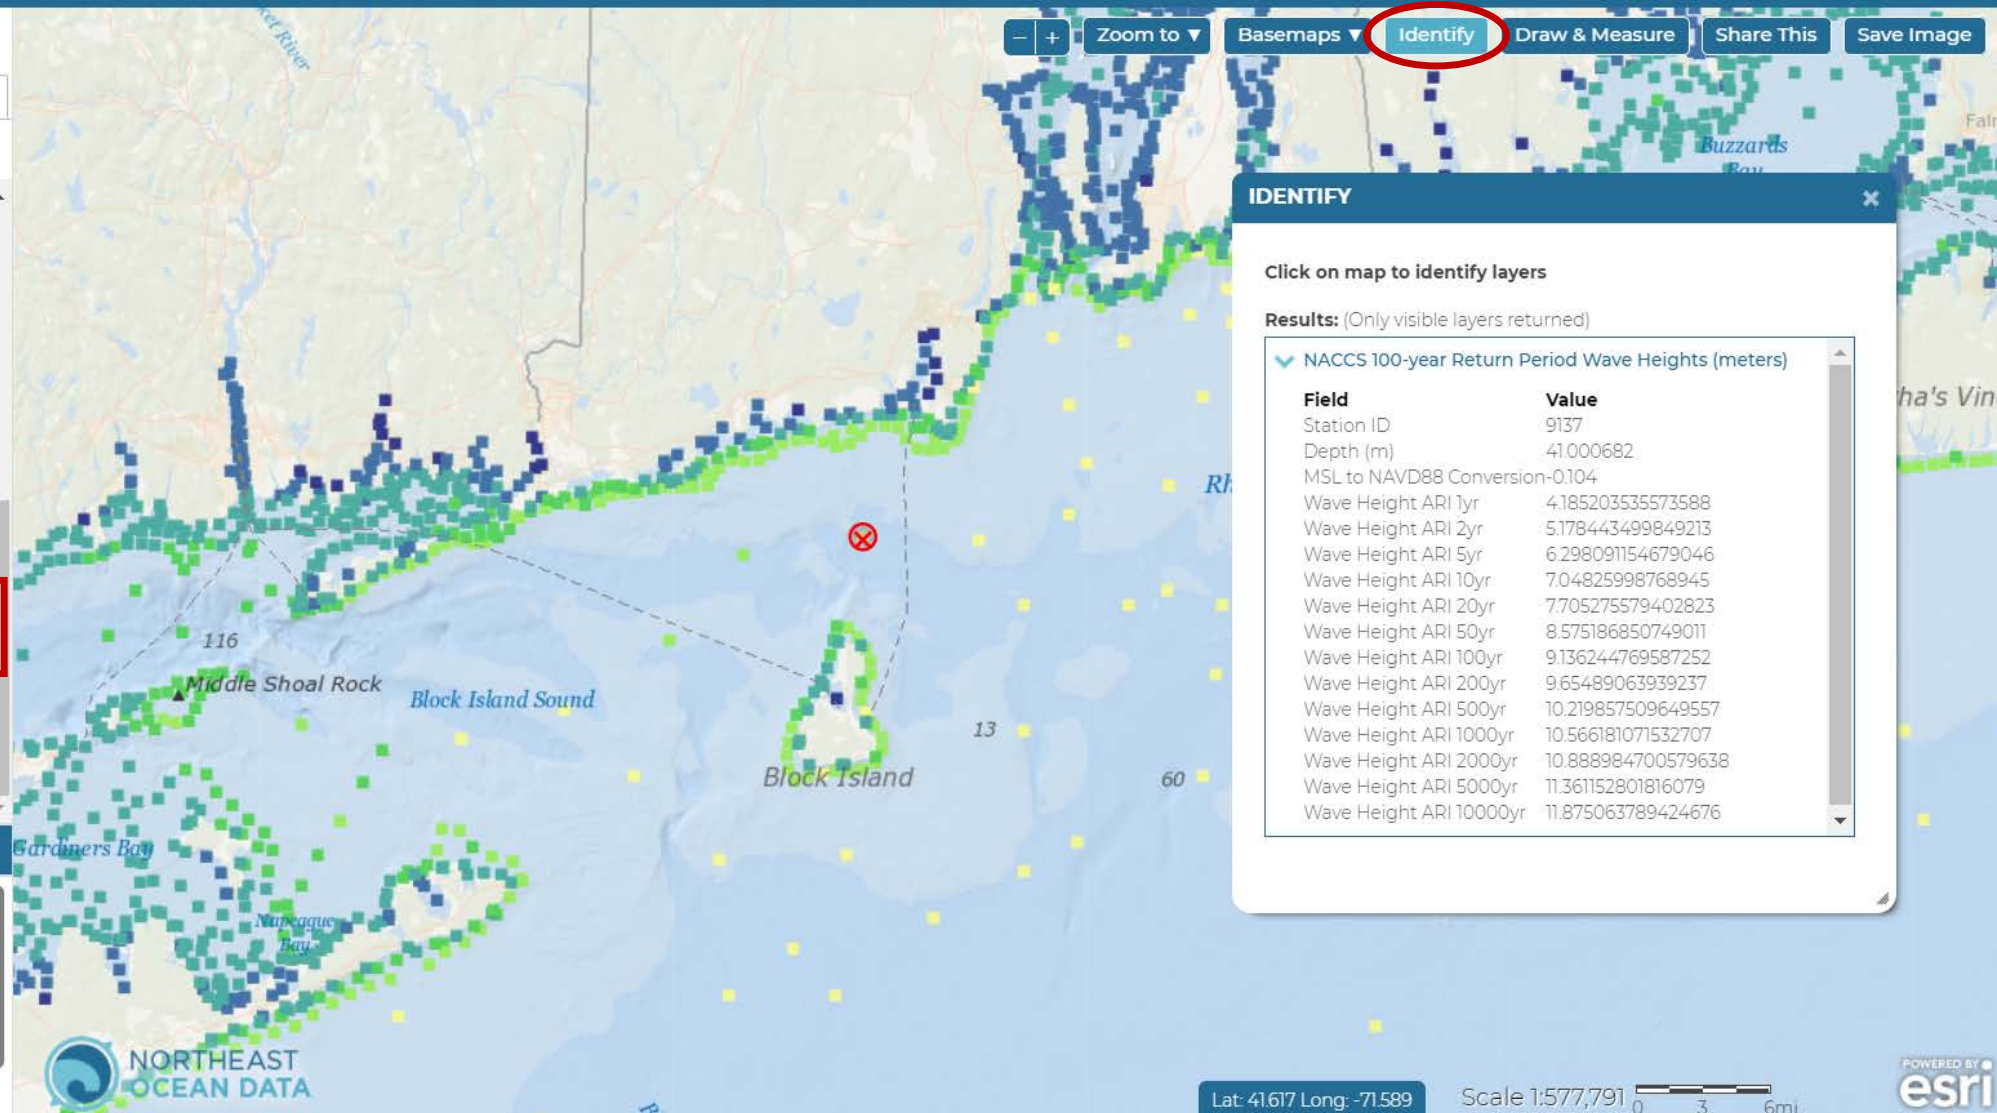 Zoom to ▼
Basemaps ▼
Identify
Draw & Measure
Share This
Save Image
Buzzards
Bay
IDENTIFY
Click on map to identify layers
Results: (Only visible layers returned)
NACCS 100-year Return Period Wave Heights (meters)
Field Value
Station ID 9137
Depth (m) 41.000682
MSL to NAVD88 Conversion-0.104
Wave Height ARI 1yr 4.185203535573588
Wave Height ARI 2yr 5.178443499849213
Wave Height ARI 5yr 6.298091154679046
Wave Height ARI 10yr 7.04825998768945
Wave Height ARI 20yr 7.705275579402823
Wave Height ARI 50yr 8.575186850749011
Wave Height ARI 100yr 9.136244769587252
Wave Height ARI 200yr 9.65489063939237
Wave Height ARI 500yr 10.219857509649557
Wave Height ARI 1000yr 10.566181071532707
Wave Height ARI 2000yr 10.888984700579638
Wave Height ARI 5000yr 11.361152801816079
Wave Height ARI 10000yr 11.875063789424676
ha's Vin
Rh
116
Middle Shoal Rock
Block Island Sound
13
Block Island
60
Gardiners Bay
Napeague
Bay
NORTHEAST
OCEAN DATA
Lat: 41.617 Long: -71.589
Scale 1:577,791
0 3 6mi
POWERED BY
esri